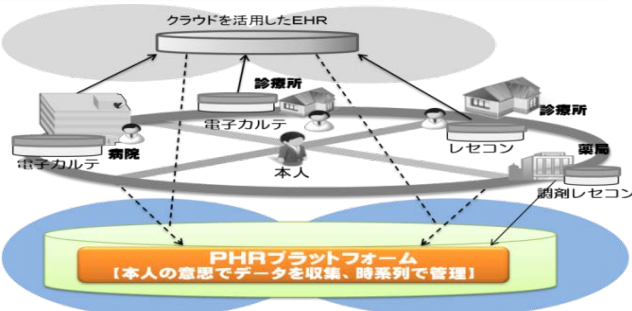 クラウドを活用したEHR
診療所
電子カルテ
診療所
レセコン
病院
電子カルテ
本人
薬局
調剤レセコン
PHRプラットフォーム
【本人の意思でデータを収集、時系列で管理】